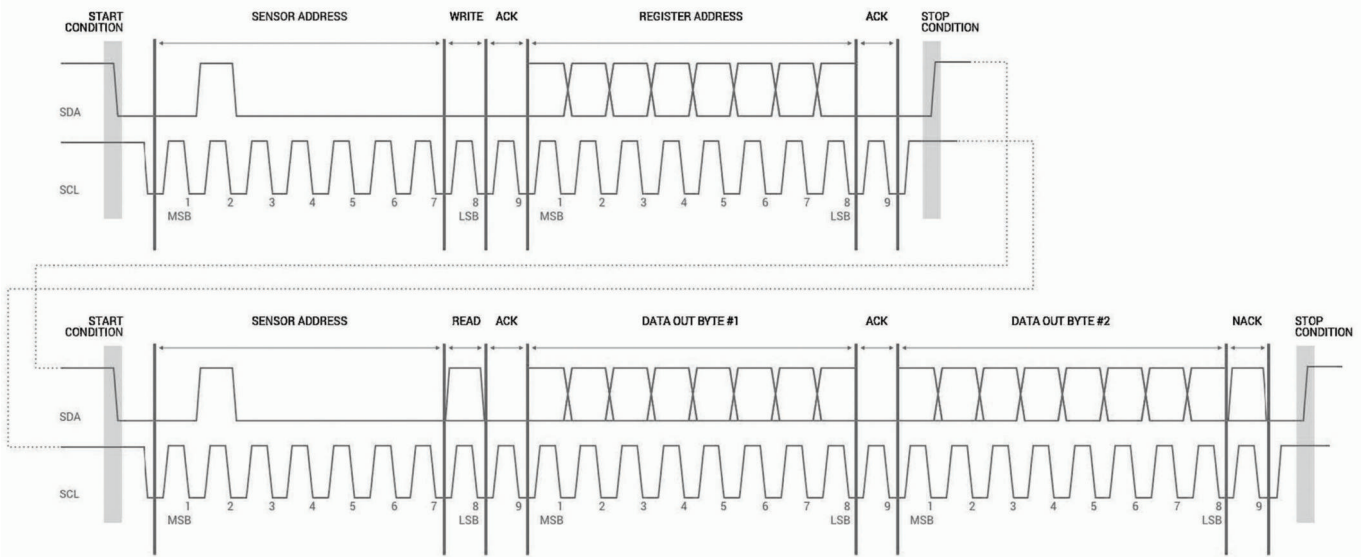 START CONDITION SENSOR ADDRESS WRITE ACK REGISTER ADDRESS ACK STOP CONDITION
SDA
SCL
1 2 3 4 5 6 7 8 9 1 2 3 4 5 6 7 8 9
MSB LSB MSB LSB
START CONDITION SENSOR ADDRESS READ ACK DATA OUT BYTE #1 ACK DATA OUT BYTE #2 NACK STOP CONDITION
SDA
SCL
1 2 3 4 5 6 7 8 9 1 2 3 4 5 6 7 8 9 1 2 3 4 5 6 7 8 9
MSB LSB MSB LSB MSB LSB